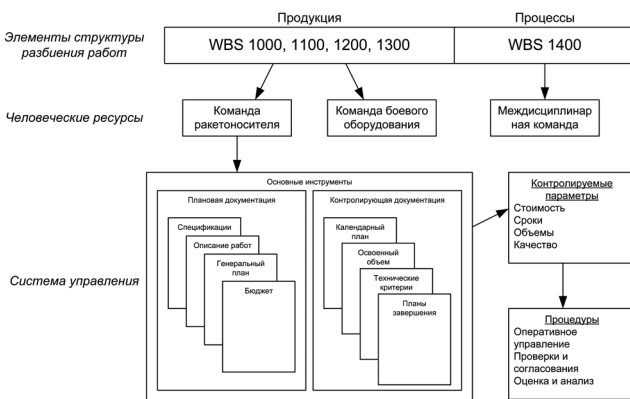 Продукция
Процессы
Элементы структуры
разбиения работ
WBS 1000, 1100, 1200, 1300
WBS 1400
Человеческие ресурсы
Команда
ракетоносителя
Команда боевого
оборудования
Междисциплинар
ная команда
Система управления
Основные инструменты
Плановая документация
Спецификации
Описание работ
Генеральный
план
Бюджет
Контролирующая документация
Календарный
план
Освоенный
объем
Технические
критерии
Планы
завершения
Контролируемые
параметры
Стоимость
Сроки
Объемы
Качество
Процедуры
Оперативное
управление
Проверки и
согласования
Оценка и анализ